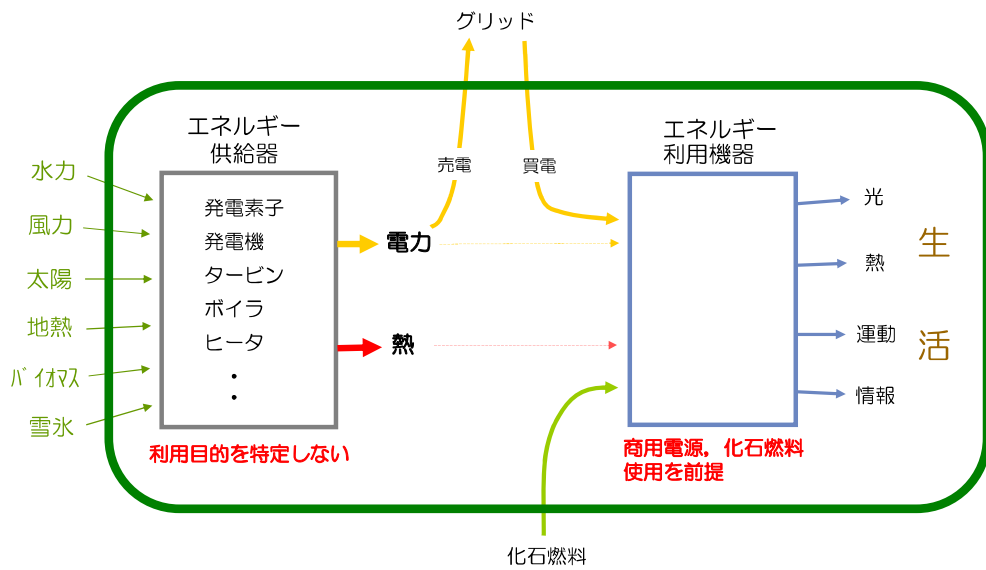 グリッド
エネルギー
供給器
エネルギー
利用機器
売電
買電
水力
風力
太陽
地熱
バイオマス
雪氷
発電素子
発電機
タービン
ボイラ
ヒータ
・
・
電力
熱
光
熱
運動
情報
生
活
利用目的を特定しない
商用電源，化石燃料
使用を前提
化石燃料